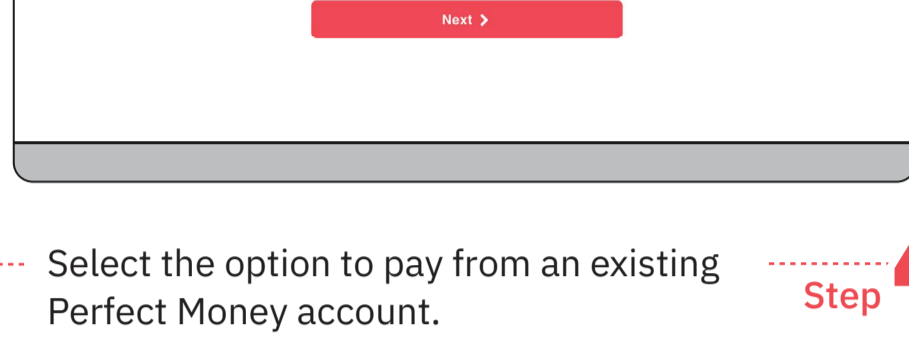 Next
Select the option to pay from an existing
Perfect Money account.
Step